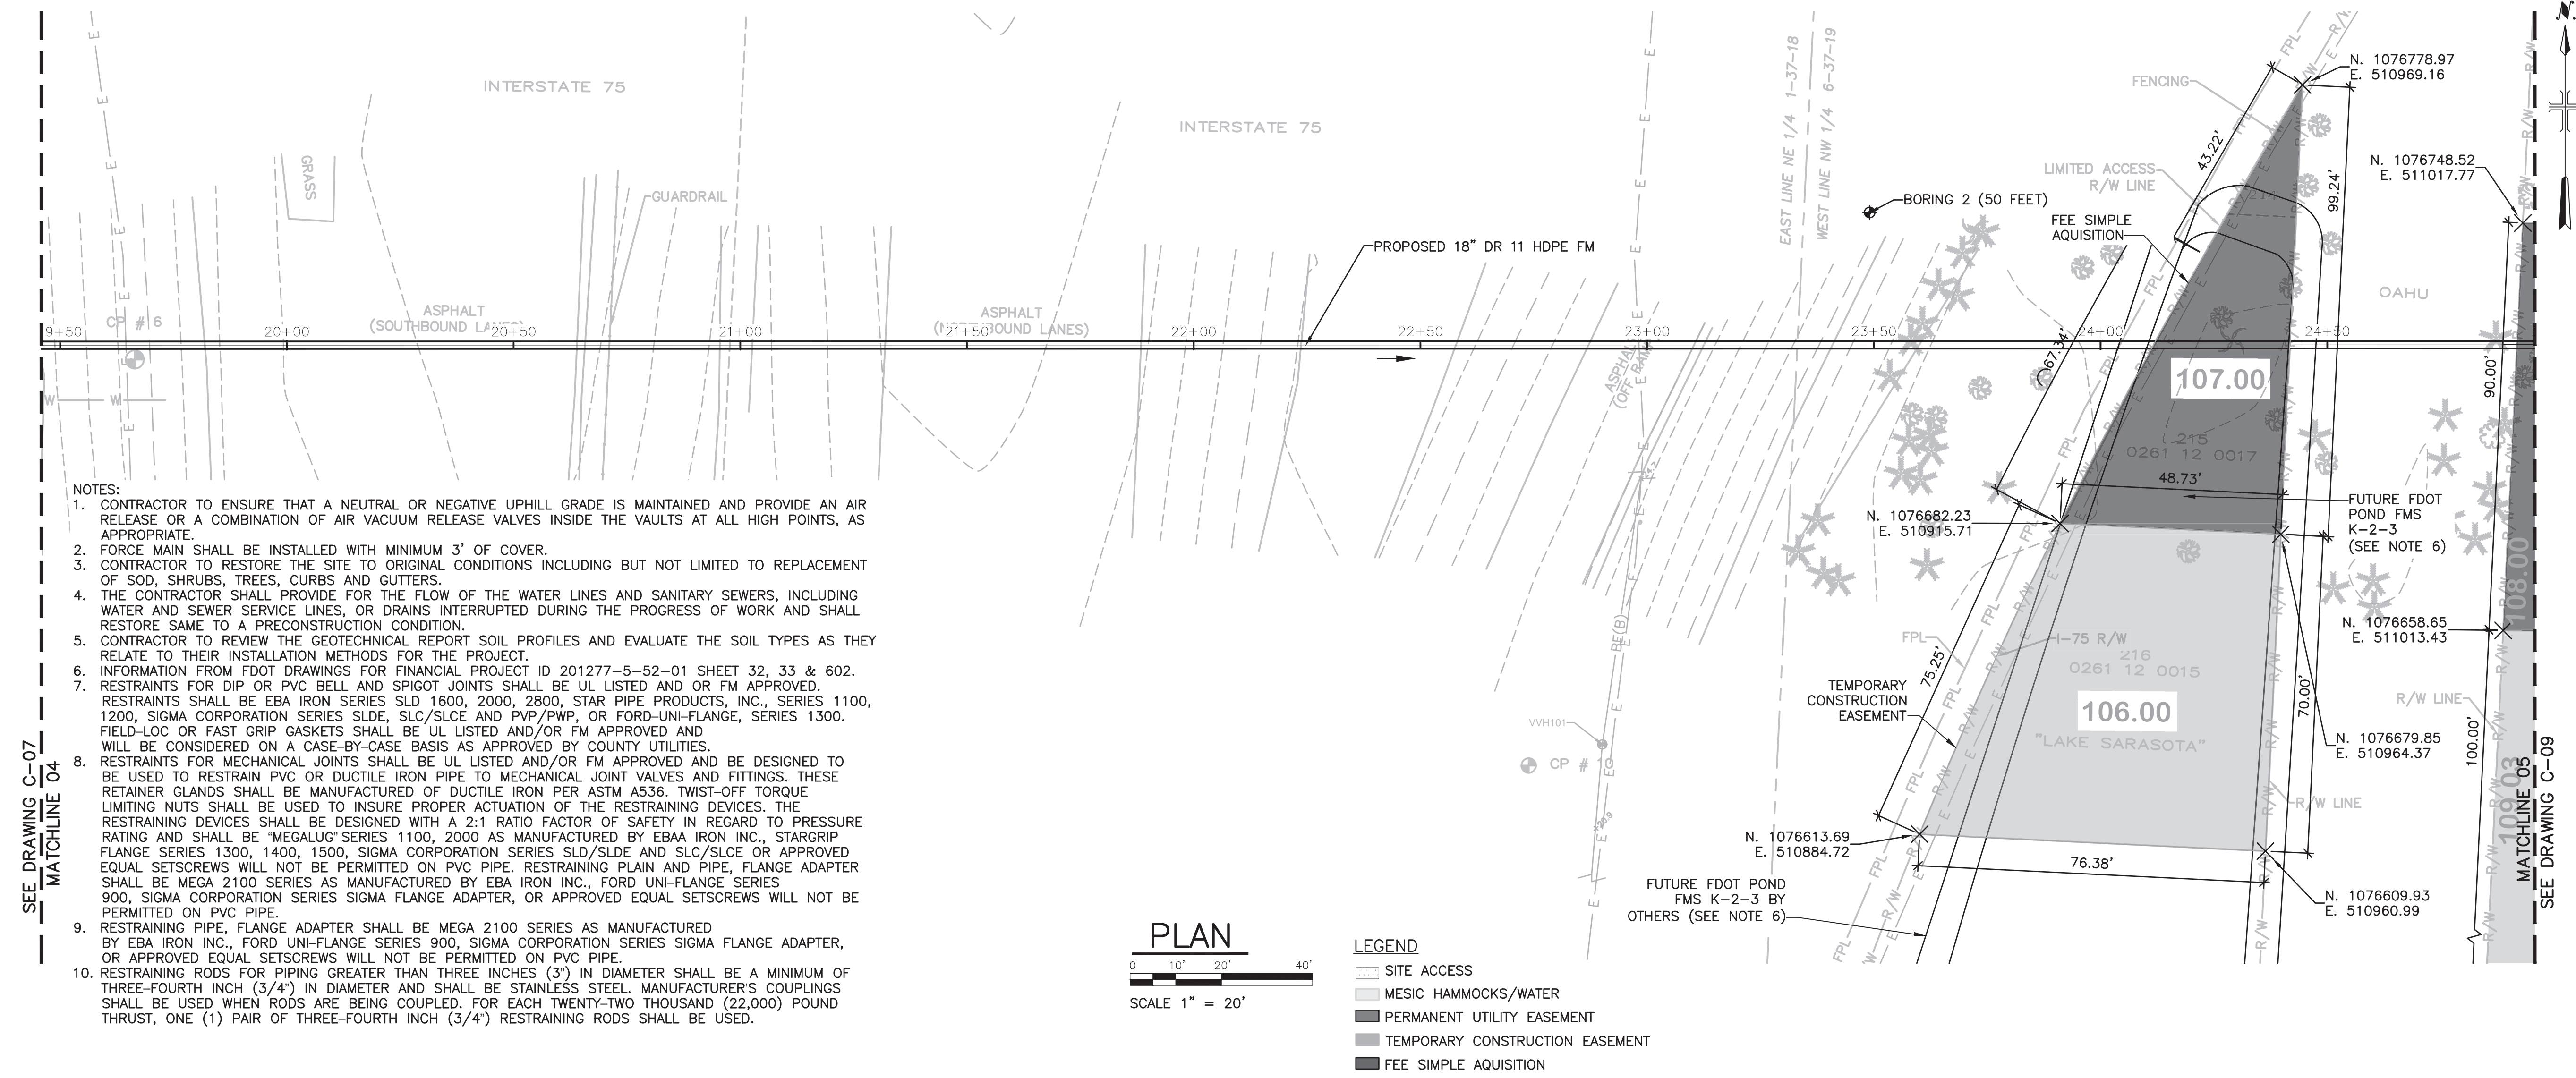 INTERSTATE 75
INTERSTATE 75
GRASS
GUARDRAIL
PROPOSED 18" DR 11 HDPE FM
ASPHALT
(SOUTHBOUND
CP # 6
ASPHALT
BOUND LANES)
9+50
20+00
20+50
21+00
21+50
22+00
22+50
23+00
23+50
24+00
24+50
EAST LINE NE 1/4 1-37-18
WEST LINE NW 1/4 6-37-19
BORING 2 (50 FEET)
FENCING
LIMITED ACCESS
R/W LINE
FEE SIMPLE
AQUISITION
N. 1076778.97
E. 510969.16
N. 1076748.52
E. 511017.77
43.22'
99.24'
67.34'
90.00'
OAHU
214
107.00
215
0261 12 0017
48.73'
N. 1076682.23
E. 510915.71
FUTURE FDOT
POND FMS
K-2-3
(SEE NOTE 6)
N. 1076658.65
E. 511013.43
108.00
FPL
I-75 R/W
216
0261 12 0015
106.00
"LAKE SARASOTA"
TEMPORARY
CONSTRUCTION
EASEMENT
75.25'
70.00'
100.00'
R/W LINE
N. 1076679.85
E. 510964.37
R/W LINE
VVH101
BE(B)
N. 1076613.69
E. 510884.72
76.38'
N. 1076609.93
E. 510960.99
FUTURE FDOT POND
FMS K-2-3 BY
OTHERS (SEE NOTE 6)
109.03
SEE DRAWING C-07
MATCHLINE 04
MATCHLINE 05
SEE DRAWING C-09
NOTES:
1. CONTRACTOR TO ENSURE THAT A NEUTRAL OR NEGATIVE UPHILL GRADE IS MAINTAINED AND PROVIDE AN AIR
RELEASE OR A COMBINATION OF AIR VACUUM RELEASE VALVES INSIDE THE VAULTS AT ALL HIGH POINTS, AS
APPROPRIATE.
2. FORCE MAIN SHALL BE INSTALLED WITH MINIMUM 3' OF COVER.
3. CONTRACTOR TO RESTORE THE SITE TO ORIGINAL CONDITIONS INCLUDING BUT NOT LIMITED TO REPLACEMENT
OF SOD, SHRUBS, TREES, CURBS AND GUTTERS.
4. THE CONTRACTOR SHALL PROVIDE FOR THE FLOW OF THE WATER LINES AND SANITARY SEWERS, INCLUDING
WATER AND SEWER SERVICE LINES, OR DRAINS INTERRUPTED DURING THE PROGRESS OF WORK AND SHALL
RESTORE SAME TO A PRECONSTRUCTION CONDITION.
5. CONTRACTOR TO REVIEW THE GEOTECHNICAL REPORT SOIL PROFILES AND EVALUATE THE SOIL TYPES AS THEY
RELATE TO THEIR INSTALLATION METHODS FOR THE PROJECT.
6. INFORMATION FROM FDOT DRAWINGS FOR FINANCIAL PROJECT ID 201277-5-52-01 SHEET 32, 33 & 602.
7. RESTRAINTS FOR DIP OR PVC BELL AND SPIGOT JOINTS SHALL BE UL LISTED AND OR FM APPROVED.
RESTRAINTS SHALL BE EBA IRON SERIES SLD 1600, 2000, 2800, STAR PIPE PRODUCTS, INC., SERIES 1100,
1200, SIGMA CORPORATION SERIES SLDE, SLC/SLCE AND PVP/PWP, OR FORD-UNI-FLANGE, SERIES 1300.
FIELD-LOC OR FAST GRIP GASKETS SHALL BE UL LISTED AND/OR FM APPROVED AND
WILL BE CONSIDERED ON A CASE-BY-CASE BASIS AS APPROVED BY COUNTY UTILITIES.
8. RESTRAINTS FOR MECHANICAL JOINTS SHALL BE UL LISTED AND/OR FM APPROVED AND BE DESIGNED TO
BE USED TO RESTRAIN PVC OR DUCTILE IRON PIPE TO MECHANICAL JOINT VALVES AND FITTINGS. THESE
RETAINER GLANDS SHALL BE MANUFACTURED OF DUCTILE IRON PER ASTM A536. TWIST-OFF TORQUE
LIMITING NUTS SHALL BE USED TO INSURE PROPER ACTUATION OF THE RESTRAINING DEVICES. THE
RESTRAINING DEVICES SHALL BE DESIGNED WITH A 2:1 RATIO FACTOR OF SAFETY IN REGARD TO PRESSURE
RATING AND SHALL BE "MEGALUG" SERIES 1100, 2000 AS MANUFACTURED BY EBAA IRON INC., STARGRIP
FLANGE SERIES 1300, 1400, 1500, SIGMA CORPORATION SERIES SLD/SLDE AND SLC/SLCE OR APPROVED
EQUAL SETSCREWS WILL NOT BE PERMITTED ON PVC PIPE. RESTRAINING PLAIN AND PIPE, FLANGE ADAPTER
SHALL BE MEGA 2100 SERIES AS MANUFACTURED BY EBA IRON INC., FORD UNI-FLANGE SERIES
900, SIGMA CORPORATION SERIES SIGMA FLANGE ADAPTER, OR APPROVED EQUAL SETSCREWS WILL NOT BE
PERMITTED ON PVC PIPE.
9. RESTRAINING PIPE, FLANGE ADAPTER SHALL BE MEGA 2100 SERIES AS MANUFACTURED
BY EBA IRON INC., FORD UNI-FLANGE SERIES 900, SIGMA CORPORATION SERIES SIGMA FLANGE ADAPTER,
OR APPROVED EQUAL SETSCREWS WILL NOT BE PERMITTED ON PVC PIPE.
10. RESTRAINING RODS FOR PIPING GREATER THAN THREE INCHES (3") IN DIAMETER SHALL BE A MINIMUM OF
THREE-FOURTH INCH (3/4") IN DIAMETER AND SHALL BE STAINLESS STEEL. MANUFACTURER'S COUPLINGS
SHALL BE USED WHEN RODS ARE BEING COUPLED. FOR EACH TWENTY-TWO THOUSAND (22,000) POUND
THRUST, ONE (1) PAIR OF THREE-FOURTH INCH (3/4") RESTRAINING RODS SHALL BE USED.
PLAN
0 10' 20' 40'
SCALE 1" = 20'
LEGEND
SITE ACCESS
MESIC HAMMOCKS/WATER
PERMANENT UTILITY EASEMENT
TEMPORARY CONSTRUCTION EASEMENT
FEE SIMPLE AQUISITION